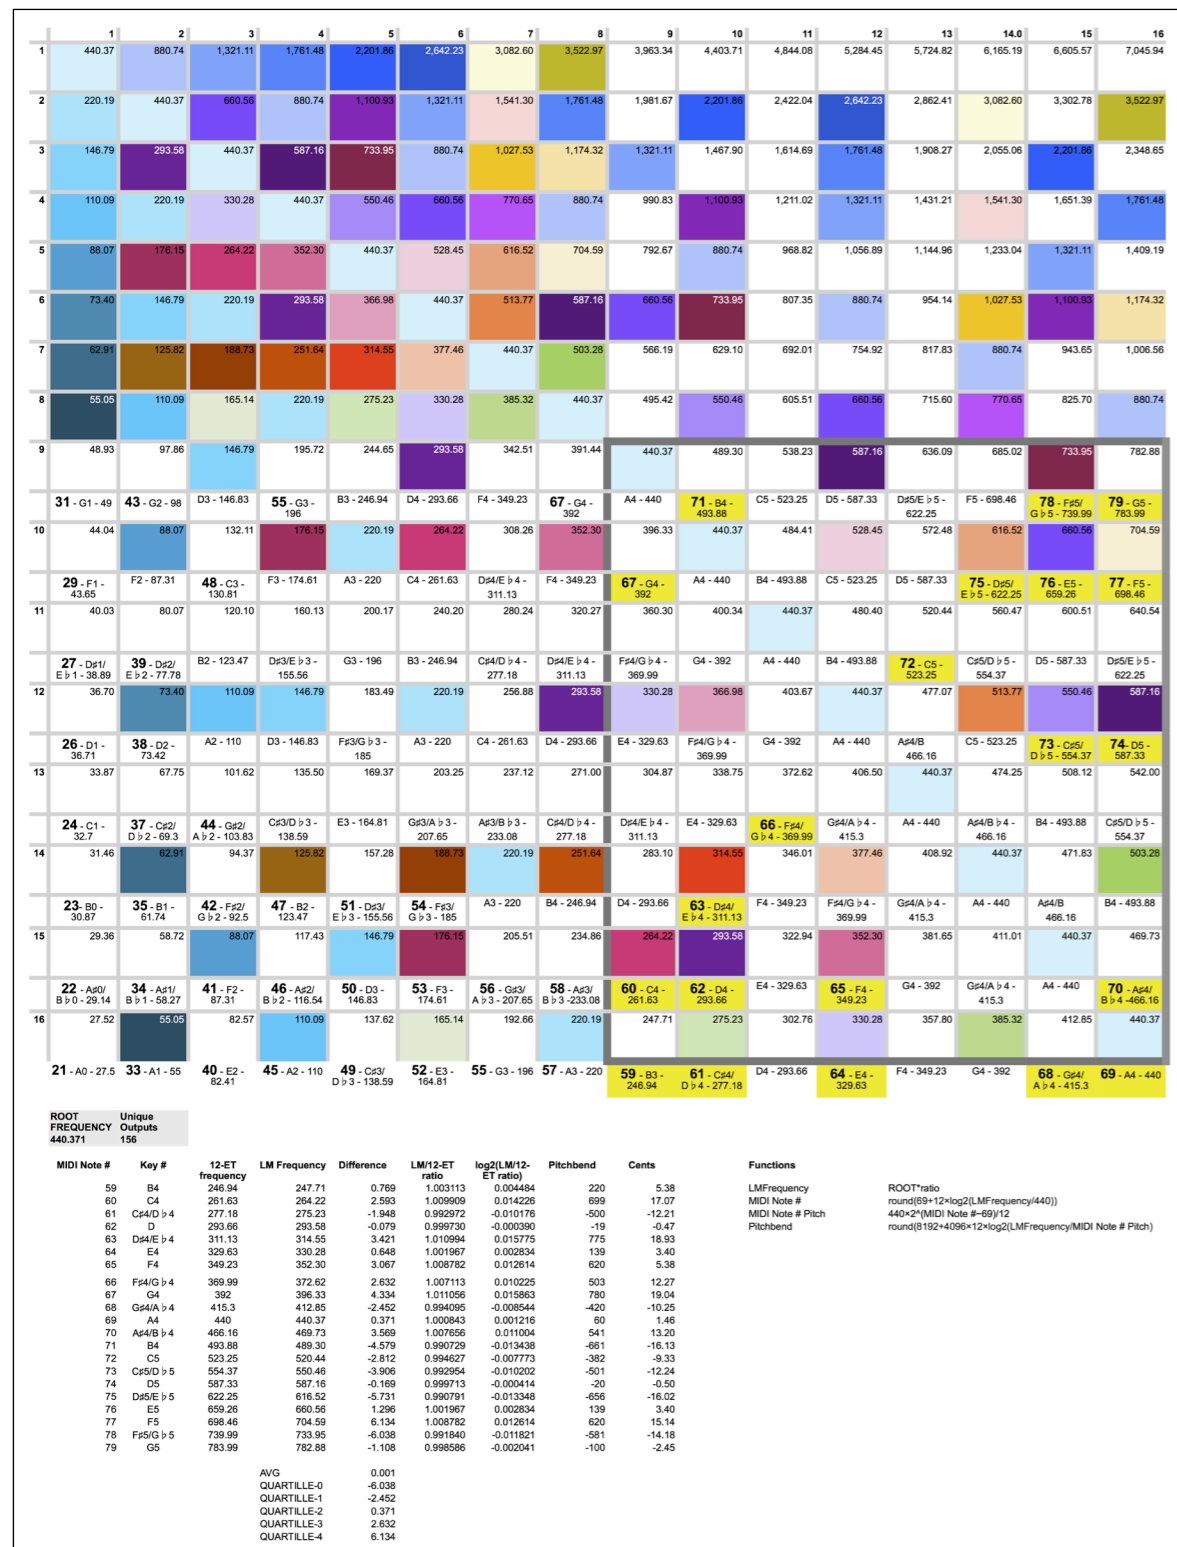 1 2 3 4 5 6 7 8 9 10 11 12 13 14.0 15 16
1 440.37 880.74 1,321.11 1,761.48 2,201.86 2,642.23 3,082.60 3,522.97 3,963.34 4,403.71 4,844.08 5,284.45 5,724.82 6,165.19 6,605.57 7,045.94
2 220.19 440.37 660.56 880.74 1,100.93 1,321.11 1,541.30 1,761.48 1,981.67 2,201.86 2,422.04 2,642.23 2,862.41 3,082.60 3,302.78 3,522.97
3 146.79 293.58 440.37 587.16 733.95 880.74 1,027.53 1,174.32 1,321.11 1,467.90 1,614.69 1,761.48 1,908.27 2,055.06 2,201.86 2,348.65
4 110.09 220.19 330.28 440.37 550.46 660.56 770.65 880.74 990.83 1,100.93 1,211.02 1,321.11 1,431.21 1,541.30 1,651.39 1,761.48
5 88.07 176.15 264.22 352.30 440.37 528.45 616.52 704.59 792.67 880.74 968.82 1,056.89 1,144.96 1,233.04 1,321.11 1,409.19
6 73.40 146.79 220.19 293.58 366.98 440.37 513.77 587.16 660.56 733.95 807.35 880.74 954.14 1,027.53 1,100.93 1,174.32
7 62.91 125.82 188.73 251.64 314.55 377.46 440.37 503.28 566.19 629.10 692.01 754.92 817.83 880.74 943.65 1,006.56
8 55.05 110.09 165.14 220.19 275.23 330.28 385.32 440.37 495.42 550.46 605.51 660.56 715.60 770.65 825.70 880.74
9 48.93 97.86 146.79 195.72 244.65 293.58 342.51 391.44 440.37 489.30 538.23 587.16 636.09 685.02 733.95 782.88
31 - G1 - 49 43 - G2 - 98 D3 - 146.83 55 - G3 - 196 B3 - 246.94 D4 - 293.66 F4 - 349.23 67 - G4 - 392 A4 - 440 71 - B4 - 493.88 C5 - 523.25 D5 - 587.33 D♯5/E♭5 - 622.25 F5 - 698.46 78 - F♯5/G♭5 - 739.99 79 - G5 - 783.99
10 44.04 88.07 132.11 176.15 220.19 264.22 308.26 352.30 396.33 440.37 484.41 528.45 572.48 616.52 660.56 704.59
29 - F1 - 43.65 F2 - 87.31 48 - C3 - 130.81 F3 - 174.61 A3 - 220 C4 - 261.63 D♯4/E♭4 - 311.13 F4 - 349.23 67 - G4 - 392 A4 - 440 B4 - 493.88 C5 - 523.25 D5 - 587.33 75 - D♯5/E♭5 - 622.25 76 - E5 - 659.26 77 - F5 - 698.46
11 40.03 80.07 120.10 160.13 200.17 240.20 280.24 320.27 360.30 400.34 440.37 480.40 520.44 560.47 600.51 640.54
27 - D♯1/E♭1 - 38.89 39 - D♯2/E♭2 - 77.78 B2 - 123.47 D♯3/E♭3 - 155.56 G3 - 196 B3 - 246.94 C♯4/D♭4 - 277.18 D♯4/E♭4 - 311.13 F♯4/G♭4 - 369.99 G4 - 392 A4 - 440 B4 - 493.88 72 - C5 - 523.25 C♯5/D♭5 - 554.37 D5 - 587.33 D♯5/E♭5 - 622.25
12 36.70 73.40 110.09 146.79 183.49 220.19 256.88 293.58 330.28 366.98 403.67 440.37 477.07 513.77 550.46 587.16
26 - D1 - 36.71 38 - D2 - 73.42 A2 - 110 D3 - 146.83 F♯3/G♭3 - 185 A3 - 220 C4 - 261.63 D4 - 293.66 E4 - 329.63 F♯4/G♭4 - 369.99 G4 - 392 A4 - 440 A♯4/B 466.16 C5 - 523.25 73 - C♯5/D♭5 - 554.37 74- D5 - 587.33
13 33.87 67.75 101.62 135.50 169.37 203.25 237.12 271.00 304.87 338.75 372.62 406.50 440.37 474.25 508.12 542.00
24 - C1 - 32.7 37 - C♯2/D♭2 - 69.3 44 - G♯2/A♭2 - 103.83 C♯3/D♭3 - 138.59 E3 - 164.81 G♯3/A♭3 - 207.65 A♯3/B♭3 - 233.08 C♯4/D♭4 - 277.18 D♯4/E♭4 - 311.13 E4 - 329.63 66 - F♯4/G♭4 - 369.99 G♯4/A♭4 - 415.3 A4 - 440 A♯4/B♭4 - 466.16 B4 - 493.88 C♯5/D♭5 - 554.37
14 31.46 62.91 94.37 125.82 157.28 188.73 220.19 251.64 283.10 314.55 346.01 377.46 408.92 440.37 471.83 503.28
23- B0 - 30.87 35 - B1 - 61.74 42 - F♯2/G♭2 - 92.5 47 - B2 - 123.47 51 - D♯3/E♭3 - 155.56 54 - F♯3/G♭3 - 185 A3 - 220 B4 - 246.94 D4 - 293.66 63 - D♯4/E♭4 - 311.13 F4 - 349.23 F♯4/G♭4 - 369.99 G♯4/A♭4 - 415.3 A4 - 440 A♯4/B 466.16 B4 - 493.88
15 29.36 58.72 88.07 117.43 146.79 176.15 205.51 234.86 264.22 293.58 322.94 352.30 381.65 411.01 440.37 469.73
22 - A♯0/B♭0 - 29.14 34 - A♯1/B♭1 - 58.27 41 - F2 - 87.31 46 - A♯2/B♭2 - 116.54 50 - D3 - 146.83 53 - F3 - 174.61 56 - G♯3/A♭3 - 207.65 58 - A♯3/B♭3 -233.08 60 - C4 - 261.63 62 - D4 - 293.66 E4 - 329.63 65 - F4 - 349.23 G4 - 392 G♯4/A♭4 - 415.3 A4 - 440 70 - A♯4/B♭4 -466.16
16 27.52 55.05 82.57 110.09 137.62 165.14 192.66 220.19 247.71 275.23 302.76 330.28 357.80 385.32 412.85 440.37
21 - A0 - 27.5 33 - A1 - 55 40 - E2 - 82.41 45 - A2 - 110 49 - C♯3/D♭3 - 138.59 52 - E3 - 164.81 55 - G3 - 196 57 - A3 - 220 59 - B3 - 246.94 61 - C♯4/D♭4 - 277.18 D4 - 293.66 64 - E4 - 329.63 F4 - 349.23 G4 - 392 68 - G♯4/A♭4 - 415.3 69 - A4 - 440
ROOT FREQUENCY Unique Outputs
440.371 156
MIDI Note # Key # 12-ET frequency LM Frequency Difference LM/12-ET ratio log2(LM/12-ET ratio) Pitchbend Cents Functions
59 B4 246.94 247.71 0.769 1.003113 0.004484 220 5.38 LMFrequency ROOT*ratio
60 C4 261.63 264.22 2.593 1.009909 0.014226 699 17.07 MIDI Note # round(69+12×log2(LMFrequency/440))
61 C♯4/D♭4 277.18 275.23 -1.948 0.992972 -0.010176 -500 -12.21 MIDI Note # Pitch 440×2^(MIDI Note #−69)/12
62 D 293.66 293.58 -0.079 0.999730 -0.000390 -19 -0.47 Pitchbend round(8192+4096×12×log2(LMFrequency/MIDI Note # Pitch)
63 D♯4/E♭4 311.13 314.55 3.421 1.010994 0.015775 775 18.93
64 E4 329.63 330.28 0.648 1.001967 0.002834 139 3.40
65 F4 349.23 352.30 3.067 1.008782 0.012614 620 5.38
66 F♯4/G♭4 369.99 372.62 2.632 1.007113 0.010225 503 12.27
67 G4 392 396.33 4.334 1.011056 0.015863 780 19.04
68 G♯4/A♭4 415.3 412.85 -2.452 0.994095 -0.008544 -420 -10.25
69 A4 440 440.37 0.371 1.000843 0.001216 60 1.46
70 A♯4/B♭4 466.16 469.73 3.569 1.007656 0.011004 541 13.20
71 B4 493.88 489.30 -4.579 0.990729 -0.013438 -661 -16.13
72 C5 523.25 520.44 -2.812 0.994627 -0.007773 -382 -9.33
73 C♯5/D♭5 554.37 550.46 -3.906 0.992954 -0.010202 -501 -12.24
74 D5 587.33 587.16 -0.169 0.999713 -0.000414 -20 -0.50
75 D♯5/E♭5 622.25 616.52 -5.731 0.990791 -0.013348 -656 -16.02
76 E5 659.26 660.56 1.296 1.001967 0.002834 139 3.40
77 F5 698.46 704.59 6.134 1.008782 0.012614 620 15.14
78 F♯5/G♭5 739.99 733.95 -6.038 0.991840 -0.011821 -581 -14.18
79 G5 783.99 782.88 -1.108 0.998586 -0.002041 -100 -2.45
AVG 0.001
QUARTILLE-0 -6.038
QUARTILLE-1 -2.452
QUARTILLE-2 0.371
QUARTILLE-3 2.632
QUARTILLE-4 6.134